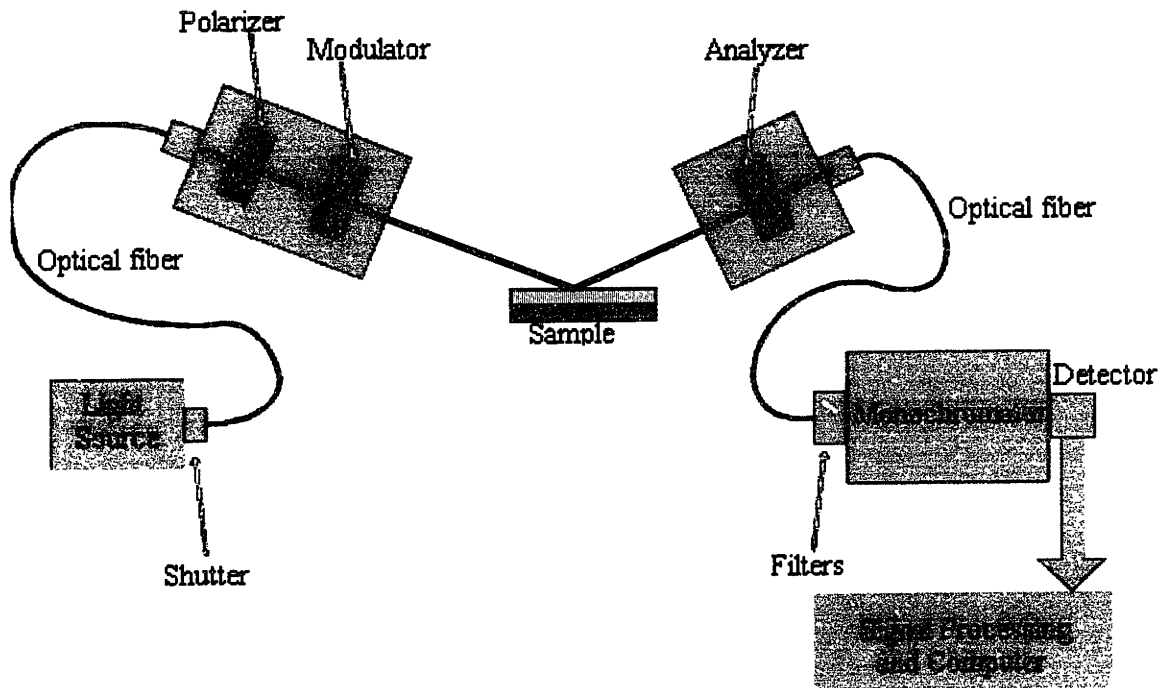 Polarizer
Modulator
Analyzer
Optical fiber
Optical fiber
Sample
Light
Source
Monochromator
Detector
Shutter
Filters
Signal Processing
and Computer